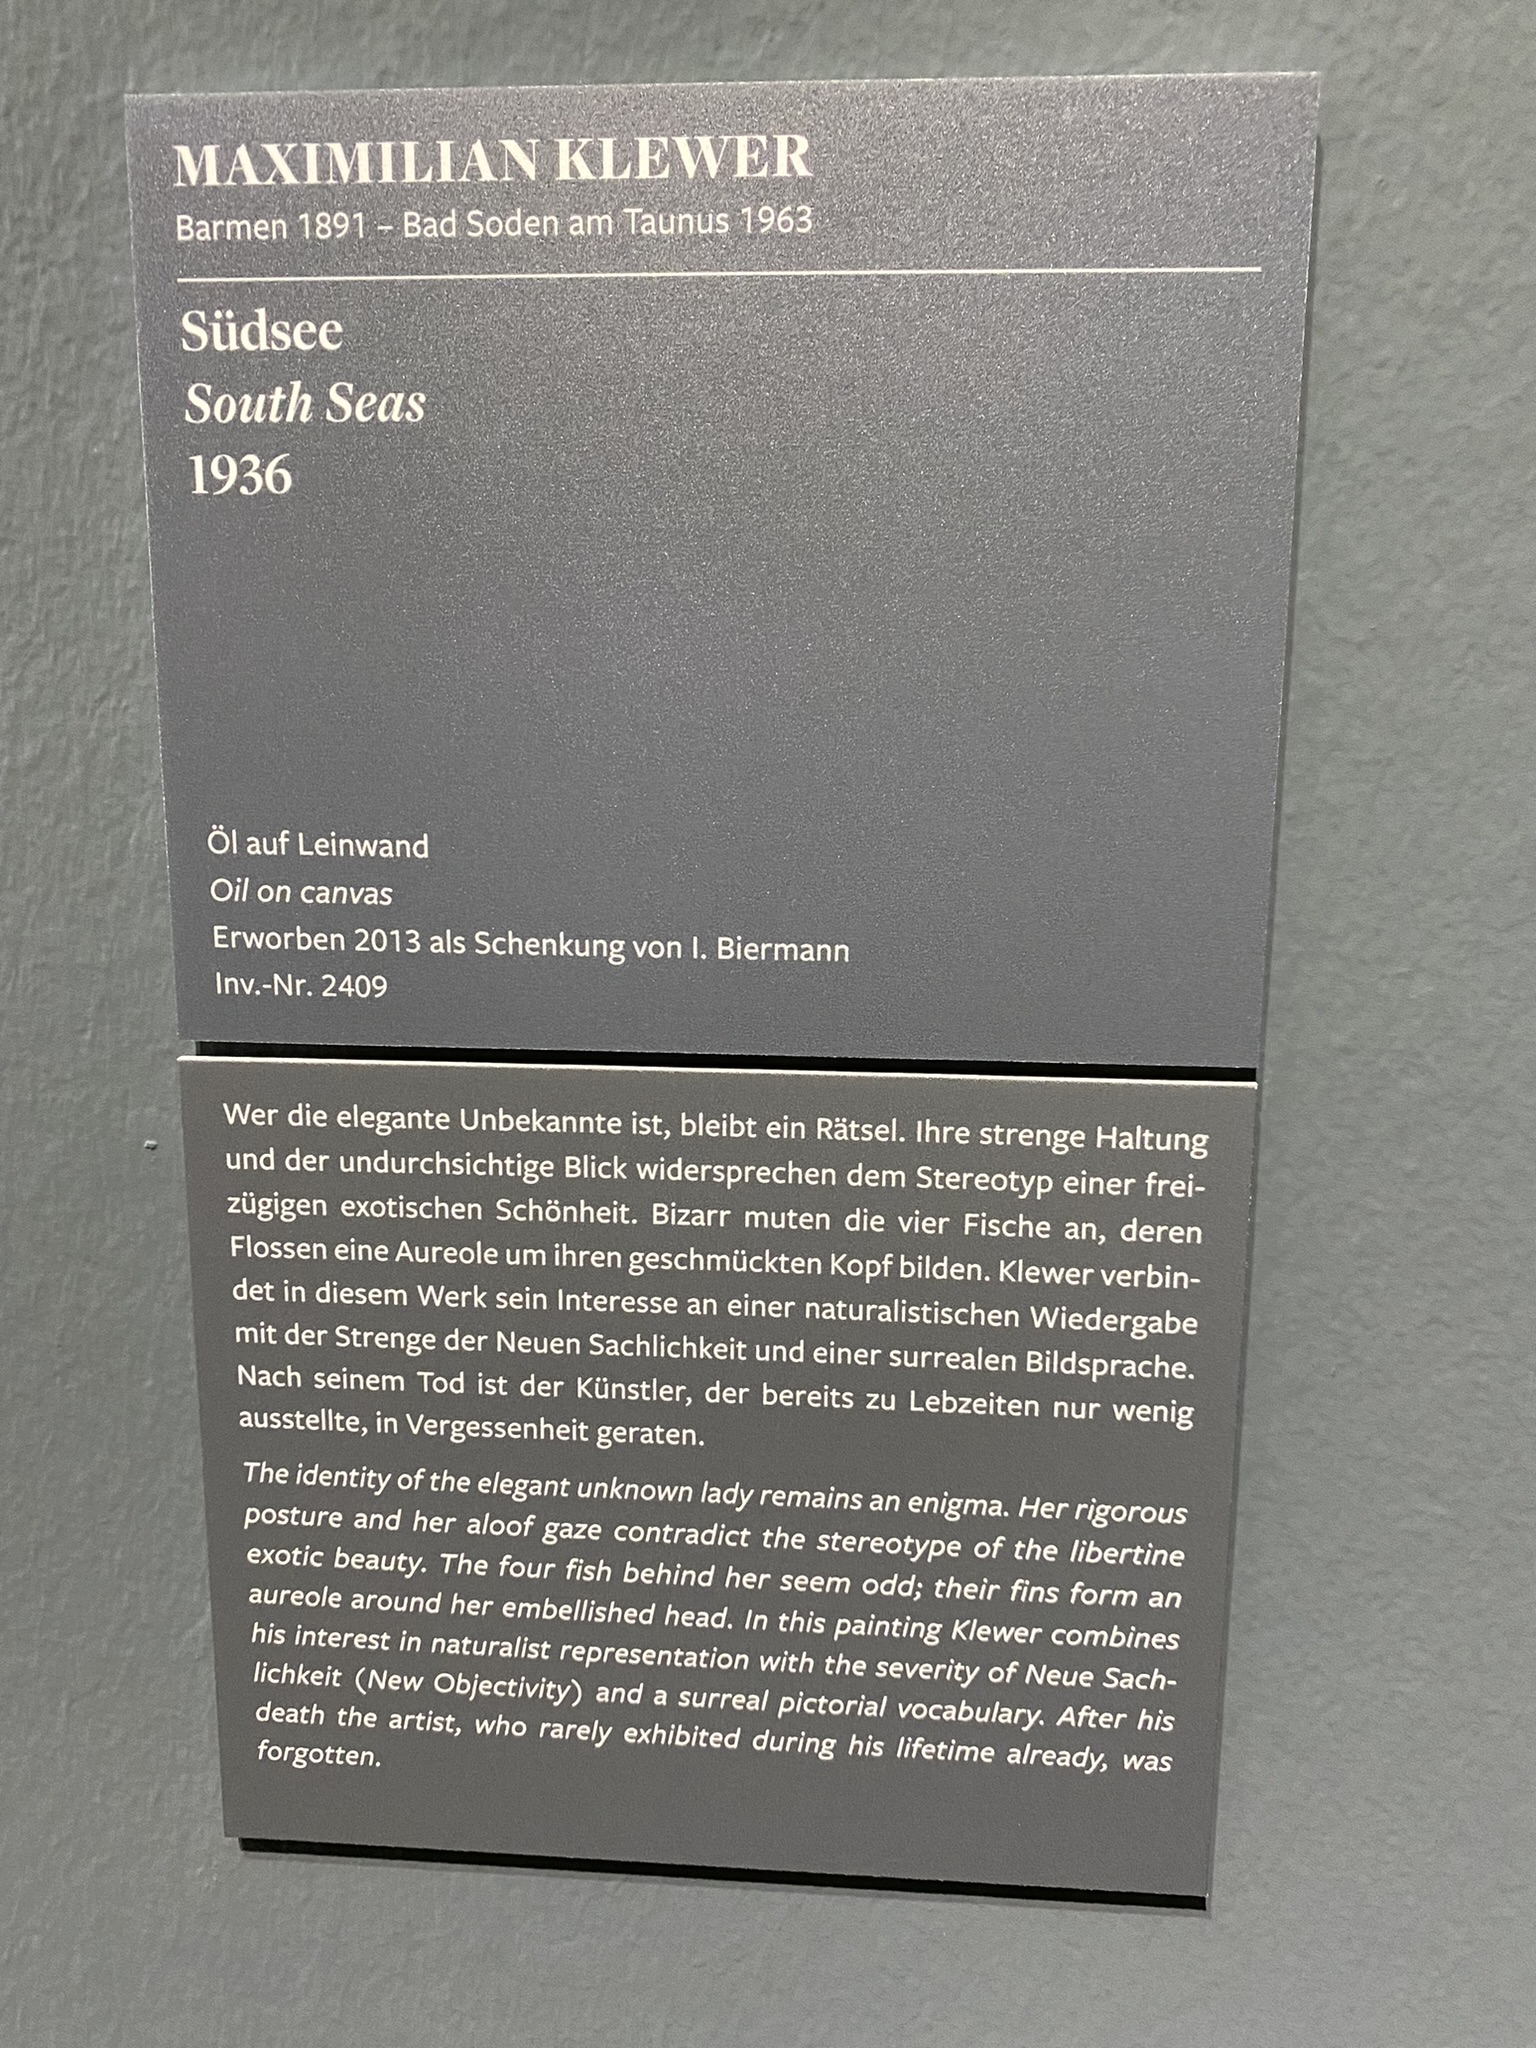 MAXIMILIAN KLEWER
Barmen 1891 – Bad Soden am Taunus 1963
Südsee
South Seas
1936
Öl auf Leinwand
Oil on canvas
Erworben 2013 als Schenkung von I. Biermann
Inv.-Nr. 2409
Wer die elegante Unbekannte ist, bleibt ein Rätsel. Ihre strenge Haltung
und der undurchsichtige Blick widersprechen dem Stereotyp einer frei-
zügigen exotischen Schönheit. Bizarr muten die vier Fische an, deren
Flossen eine Aureole um ihren geschmückten Kopf bilden. Klewer verbin-
det in diesem Werk sein Interesse an einer naturalistischen Wiedergabe
mit der Strenge der Neuen Sachlichkeit und einer surrealen Bildsprache.
Nach seinem Tod ist der Künstler, der bereits zu Lebzeiten nur wenig
ausstellte, in Vergessenheit geraten.
The identity of the elegant unknown lady remains an enigma. Her rigorous
posture and her aloof gaze contradict the stereotype of the libertine
exotic beauty. The four fish behind her seem odd; their fins form an
aureole around her embellished head. In this painting Klewer combines
his interest in naturalist representation with the severity of Neue Sach-
lichkeit (New Objectivity) and a surreal pictorial vocabulary. After his
death the artist, who rarely exhibited during his lifetime already, was
forgotten.